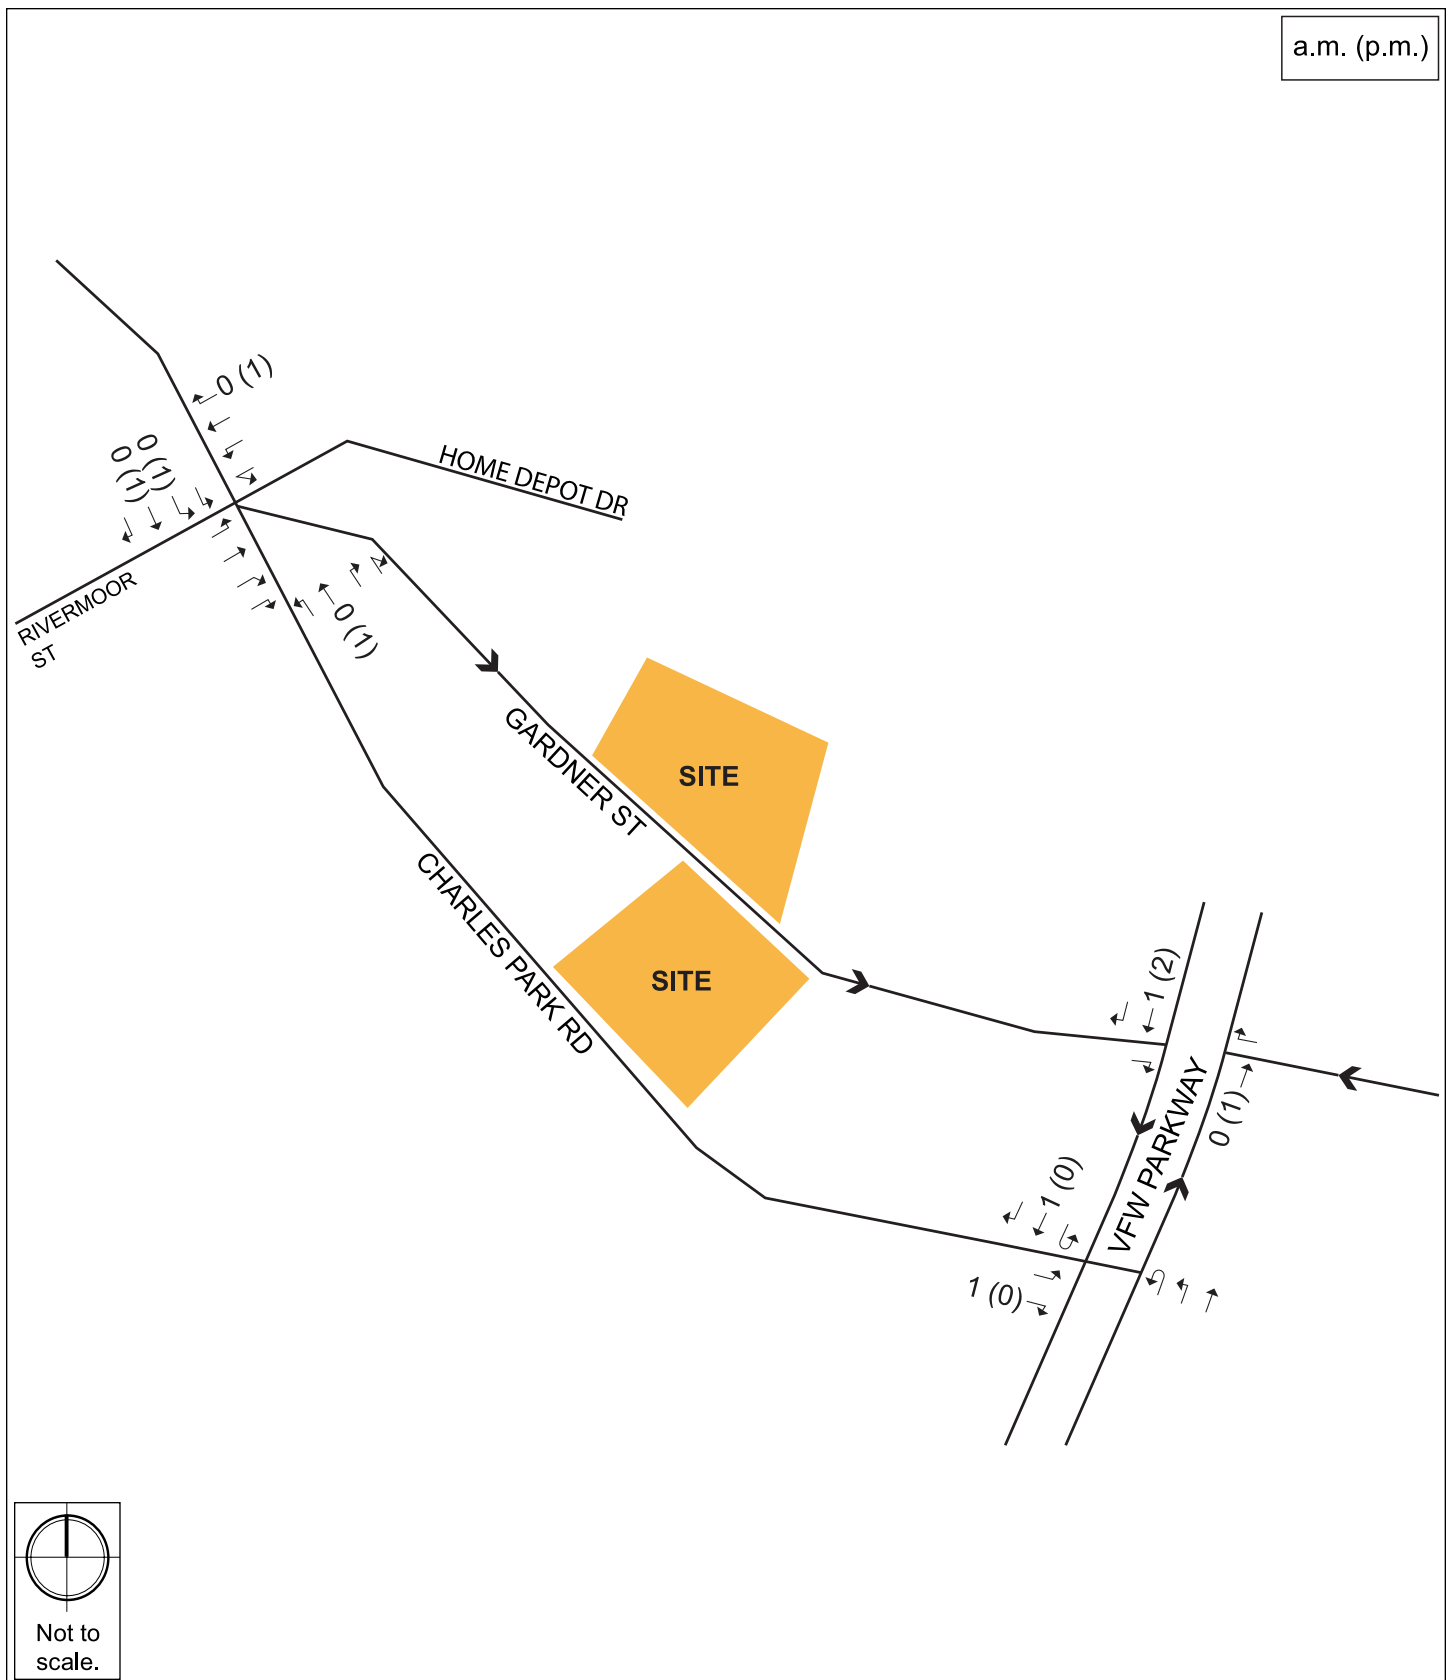 a.m. (p.m.)
0 (1)
0 (1)
0 (1)
HOME DEPOT DR
RIVERMOOR
ST
0 (1)
SITE
GARDNER ST
CHARLES PARK RD
SITE
1 (2)
0 (1)
VFW PARKWAY
1 (0)
1 (0)
Not to
scale.